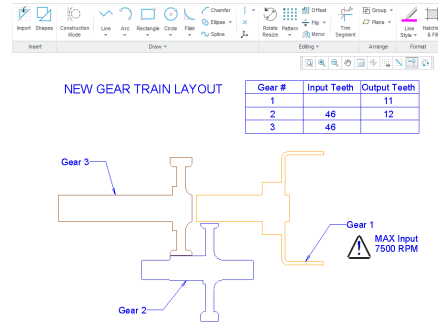 Import Shapes Construction Mode Line Arc Rectangle Circle Fillet
Chamfer
Ellipse
Spline
Rotate Resize Pattern
Offset
Flip
Mirror
Trim Segment
Group
Plane
Line Style
Insert Draw Editing Arrange Format
NEW GEAR TRAIN LAYOUT
Gear # Input Teeth Output Teeth
1 11
2 46 12
3 46
Gear 3
Gear 1
MAX Input
7500 RPM
Gear 2